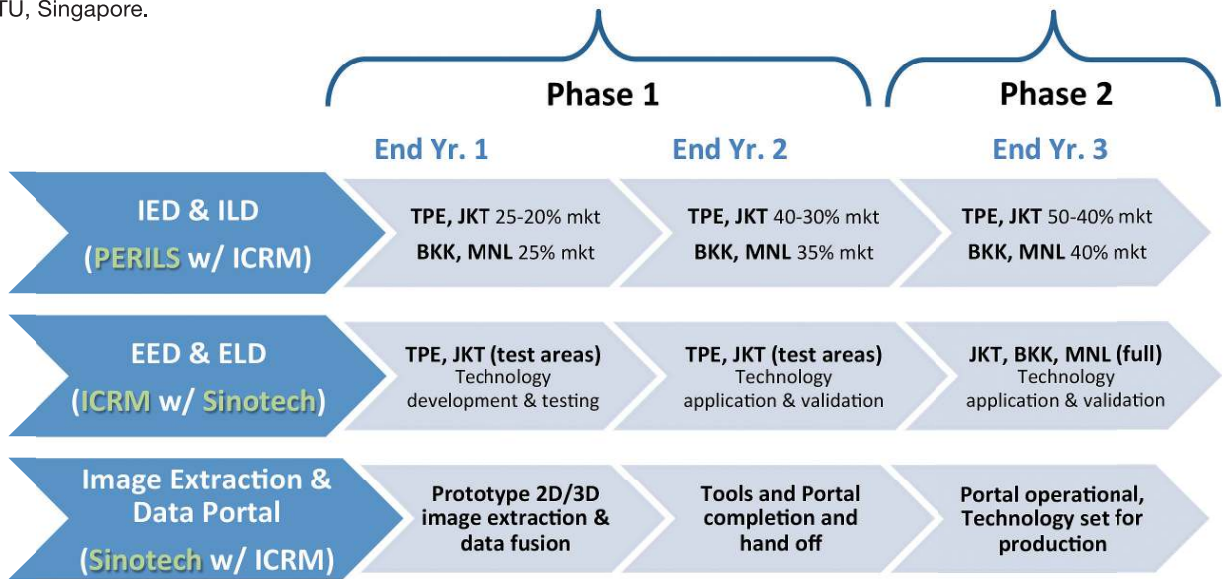 TU, Singapore.
Phase 1
Phase 2
End Yr. 1
End Yr. 2
End Yr. 3
IED & ILD
(PERILS w/ ICRM)
TPE, JKT 25-20% mkt
BKK, MNL 25% mkt
TPE, JKT 40-30% mkt
BKK, MNL 35% mkt
TPE, JKT 50-40% mkt
BKK, MNL 40% mkt
EED & ELD
(ICRM w/ Sinotech)
TPE, JKT (test areas)
Technology
development & testing
TPE, JKT (test areas)
Technology
application & validation
JKT, BKK, MNL (full)
Technology
application & validation
Image Extraction &
Data Portal
(Sinotech w/ ICRM)
Prototype 2D/3D
image extraction &
data fusion
Tools and Portal
completion and
hand off
Portal operational,
Technology set for
production